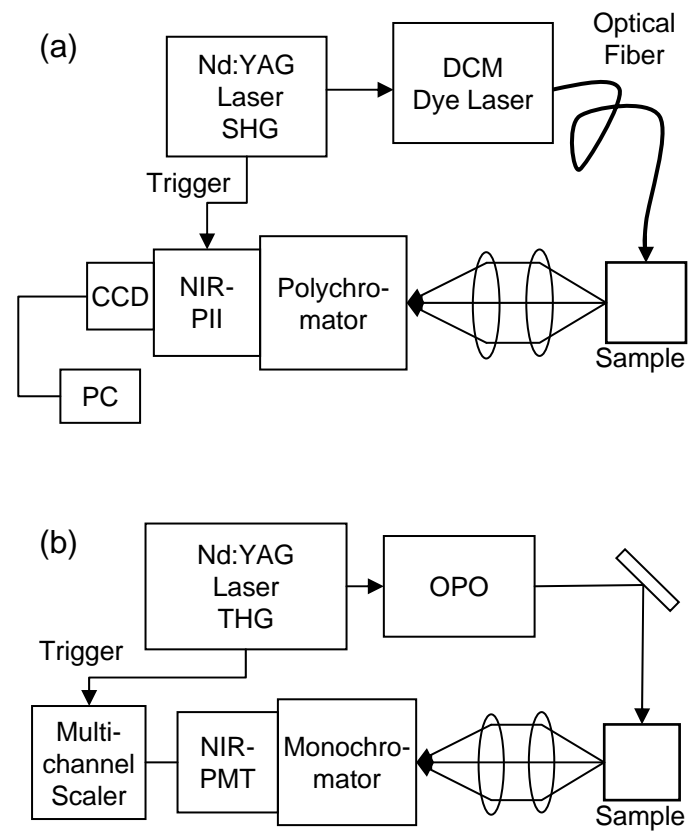 (a)
Nd:YAG
Laser
SHG
DCM
Dye Laser
Optical
Fiber
Trigger
CCD
NIR-
PII
Polychro-
mator
Sample
PC
(b)
Nd:YAG
Laser
THG
OPO
Trigger
Multi-
channel
Scaler
NIR-
PMT
Monochro-
mator
Sample